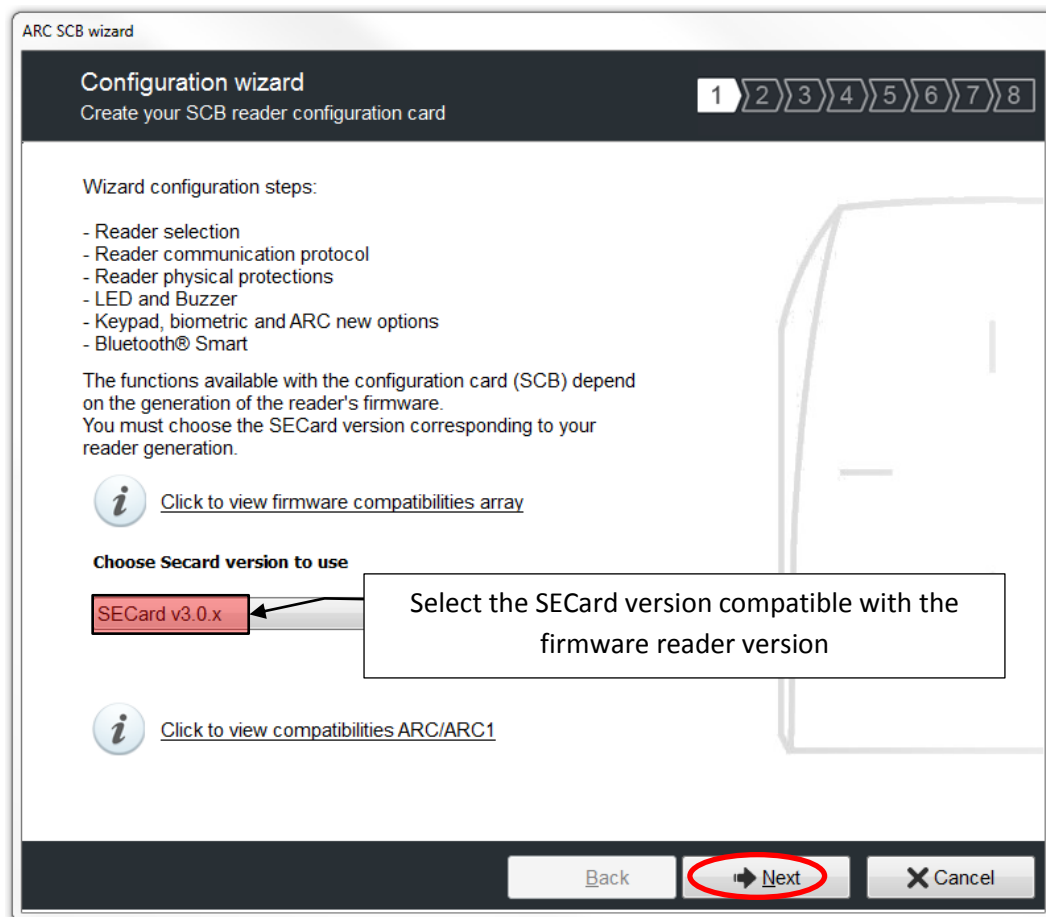 ARC SCB wizard
Configuration wizard
Create your SCB reader configuration card
1 2 3 4 5 6 7 8
Wizard configuration steps:
- Reader selection
- Reader communication protocol
- Reader physical protections
- LED and Buzzer
- Keypad, biometric and ARC new options
- Bluetooth® Smart
The functions available with the configuration card (SCB) depend
on the generation of the reader's firmware.
You must choose the SECard version corresponding to your
reader generation.
i Click to view firmware compatibilities array
Choose Secard version to use
SECard v3.0.x
Select the SECard version compatible with the
firmware reader version
i Click to view compatibilities ARC/ARC1
Back Next Cancel